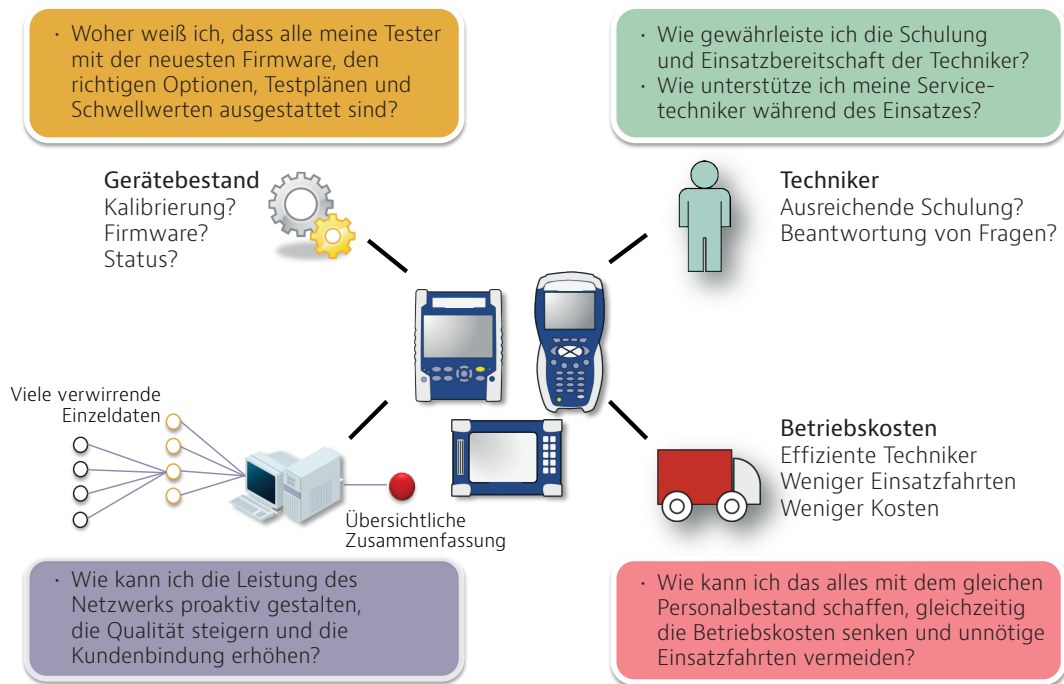 · Woher weiß ich, dass alle meine Tester
mit der neuesten Firmware, den
richtigen Optionen, Testplänen und
Schwellwerten ausgestattet sind?
· Wie gewährleiste ich die Schulung
und Einsatzbereitschaft der Techniker?
· Wie unterstütze ich meine Service-
techniker während des Einsatzes?
Gerätebestand
Kalibrierung?
Firmware?
Status?
Techniker
Ausreichende Schulung?
Beantwortung von Fragen?
Viele verwirrende
Einzeldaten
Übersichtliche
Zusammenfassung
Betriebskosten
Effiziente Techniker
Weniger Einsatzfahrten
Weniger Kosten
· Wie kann ich die Leistung des
Netzwerks proaktiv gestalten,
die Qualität steigern und die
Kundenbindung erhöhen?
· Wie kann ich das alles mit dem gleichen
Personalbestand schaffen, gleichzeitig
die Betriebskosten senken und unnötige
Einsatzfahrten vermeiden?